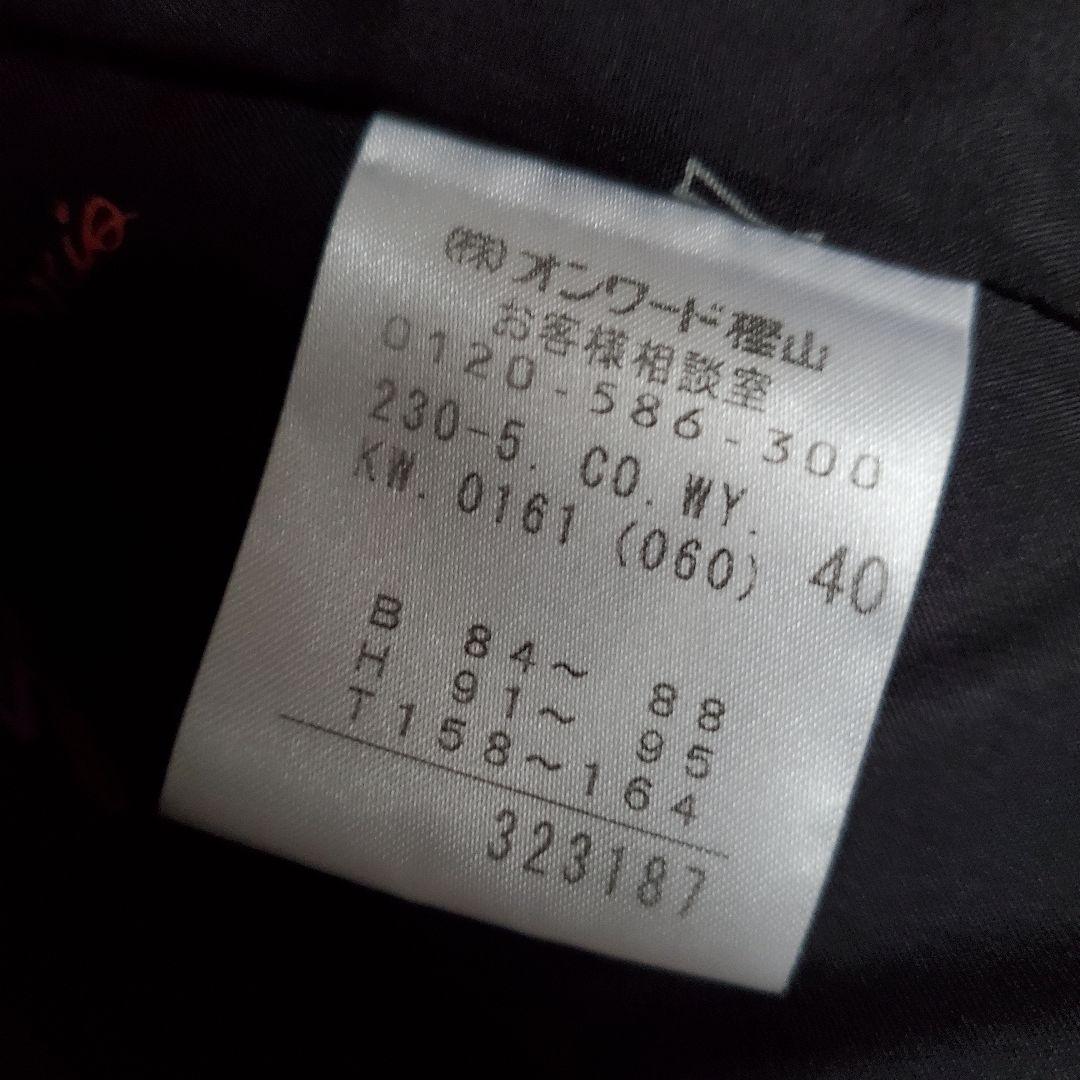 ㈱オンワード樫山
お客様相談室
0120-586-300
230-5. CO. WY.
KW. 0161 (060) 40
B 84～ 88
H 91～ 95
T158～164
323187